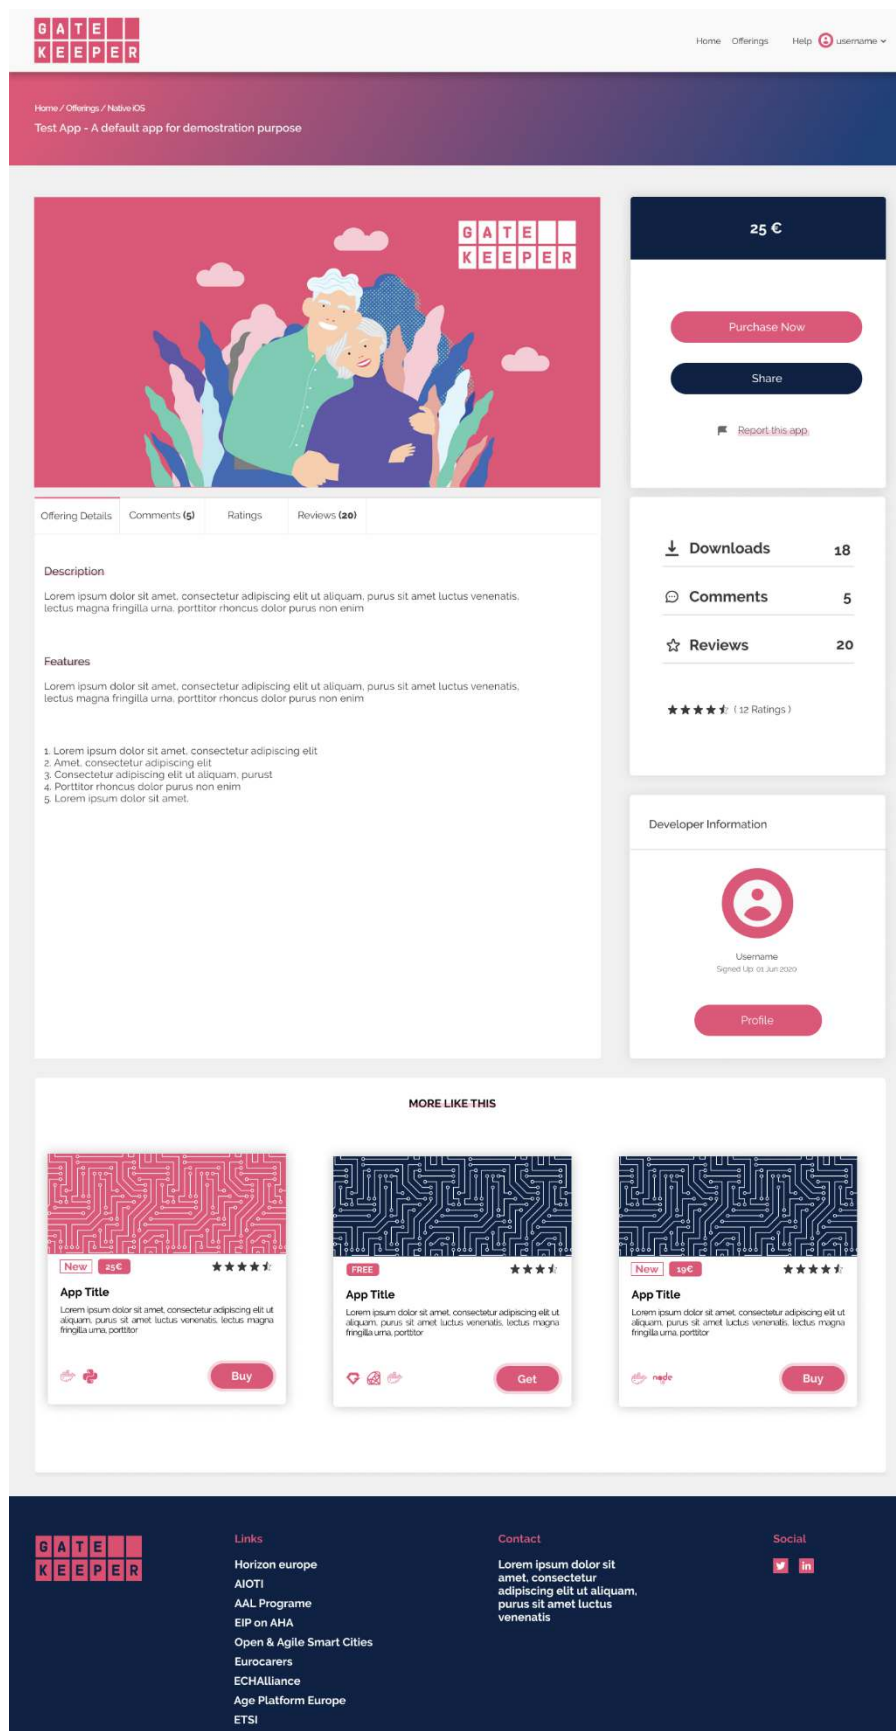 GATE
KEEPER
Home Offerings Help username
Home / Offerings / Native iOS
Test App - A default app for demostration purpose
GATE
KEEPER
25 €
Purchase Now
Share
Report this app
Offering Details Comments (5) Ratings Reviews (20)
Description
Lorem ipsum dolor sit amet, consectetur adipiscing elit ut aliquam, purus sit amet luctus venenatis,
lectus magna fringilla urna, porttitor rhoncus dolor purus non enim
Features
Lorem ipsum dolor sit amet, consectetur adipiscing elit ut aliquam, purus sit amet luctus venenatis,
lectus magna fringilla urna, porttitor rhoncus dolor purus non enim
1. Lorem ipsum dolor sit amet, consectetur adipiscing elit
2. Amet, consectetur adipiscing elit
3. Consectetur adipiscing elit ut aliquam, purust
4. Porttitor rhoncus dolor purus non enim
5. Lorem ipsum dolor sit amet,
Downloads 18
Comments 5
Reviews 20
( 12 Ratings )
Developer Information
Username
Signed Up: 01 Jun 2020
Profile
MORE LIKE THIS
New 25€
App Title
Lorem ipsum dolor sit amet, consectetur adipiscing elit ut
aliquam, purus sit amet luctus venenatis, lectus magna
fringilla urna, porttitor
Buy
FREE
App Title
Lorem ipsum dolor sit amet, consectetur adipiscing elit ut
aliquam, purus sit amet luctus venenatis, lectus magna
fringilla urna, porttitor
Get
New 19€
App Title
Lorem ipsum dolor sit amet, consectetur adipiscing elit ut
aliquam, purus sit amet luctus venenatis, lectus magna
fringilla urna, porttitor
node
Buy
GATE
KEEPER
Links
Horizon europe
AIOTI
AAL Programe
EIP on AHA
Open & Agile Smart Cities
Eurocarers
ECHAlliance
Age Platform Europe
ETSI
Contact
Lorem ipsum dolor sit
amet, consectetur
adipiscing elit ut aliquam,
purus sit amet luctus
venenatis
Social
in